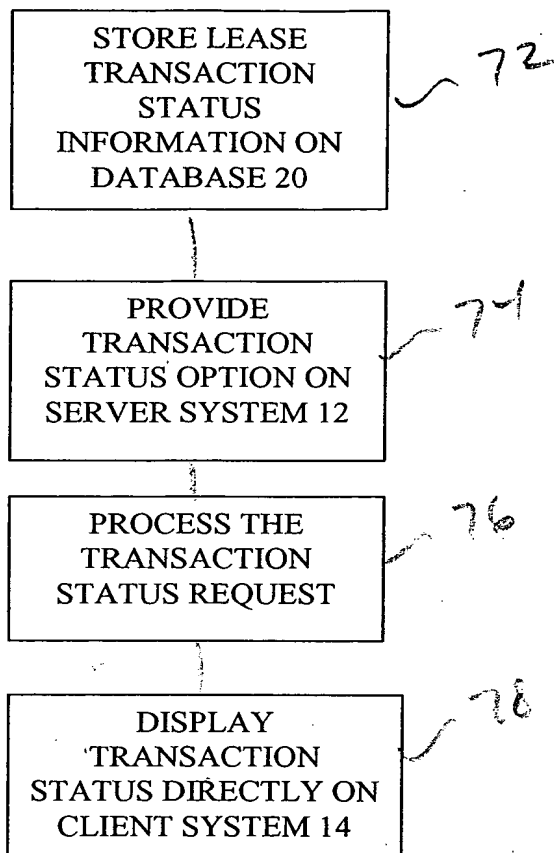 STORE LEASE
TRANSACTION
STATUS
INFORMATION ON
DATABASE 20
72
PROVIDE
TRANSACTION
STATUS OPTION ON
SERVER SYSTEM 12
74
PROCESS THE
TRANSACTION
STATUS REQUEST
76
DISPLAY
TRANSACTION
STATUS DIRECTLY ON
CLIENT SYSTEM 14
78